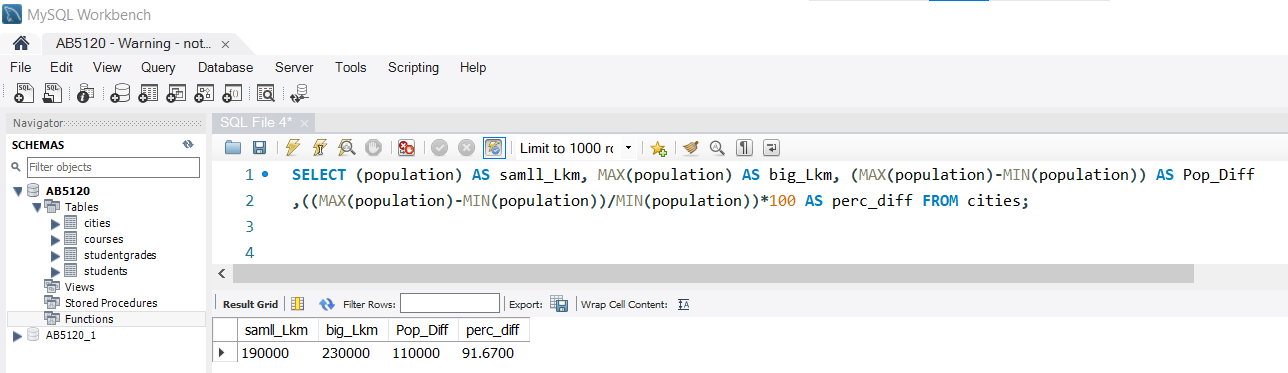 MySQL Workbench
AB5120 - Warning - not... ×
File Edit View Query Database Server Tools Scripting Help
Navigator
SQL File 4* ×
SCHEMAS
Limit to 1000 rc
Filter objects
1 SELECT (population) AS samll_Lkm, MAX(population) AS big_Lkm, (MAX(population)-MIN(population)) AS Pop_Diff
AB5120
2 ,((MAX(population)-MIN(population))/MIN(population))*100 AS perc_diff FROM cities;
Tables
cities
3
courses
studentgrades
4
students
Views
Stored Procedures
Result Grid Filter Rows: Export: Wrap Cell Content:
Functions
samll_Lkm big_Lkm Pop_Diff perc_diff
AB5120_1
190000 230000 110000 91.6700